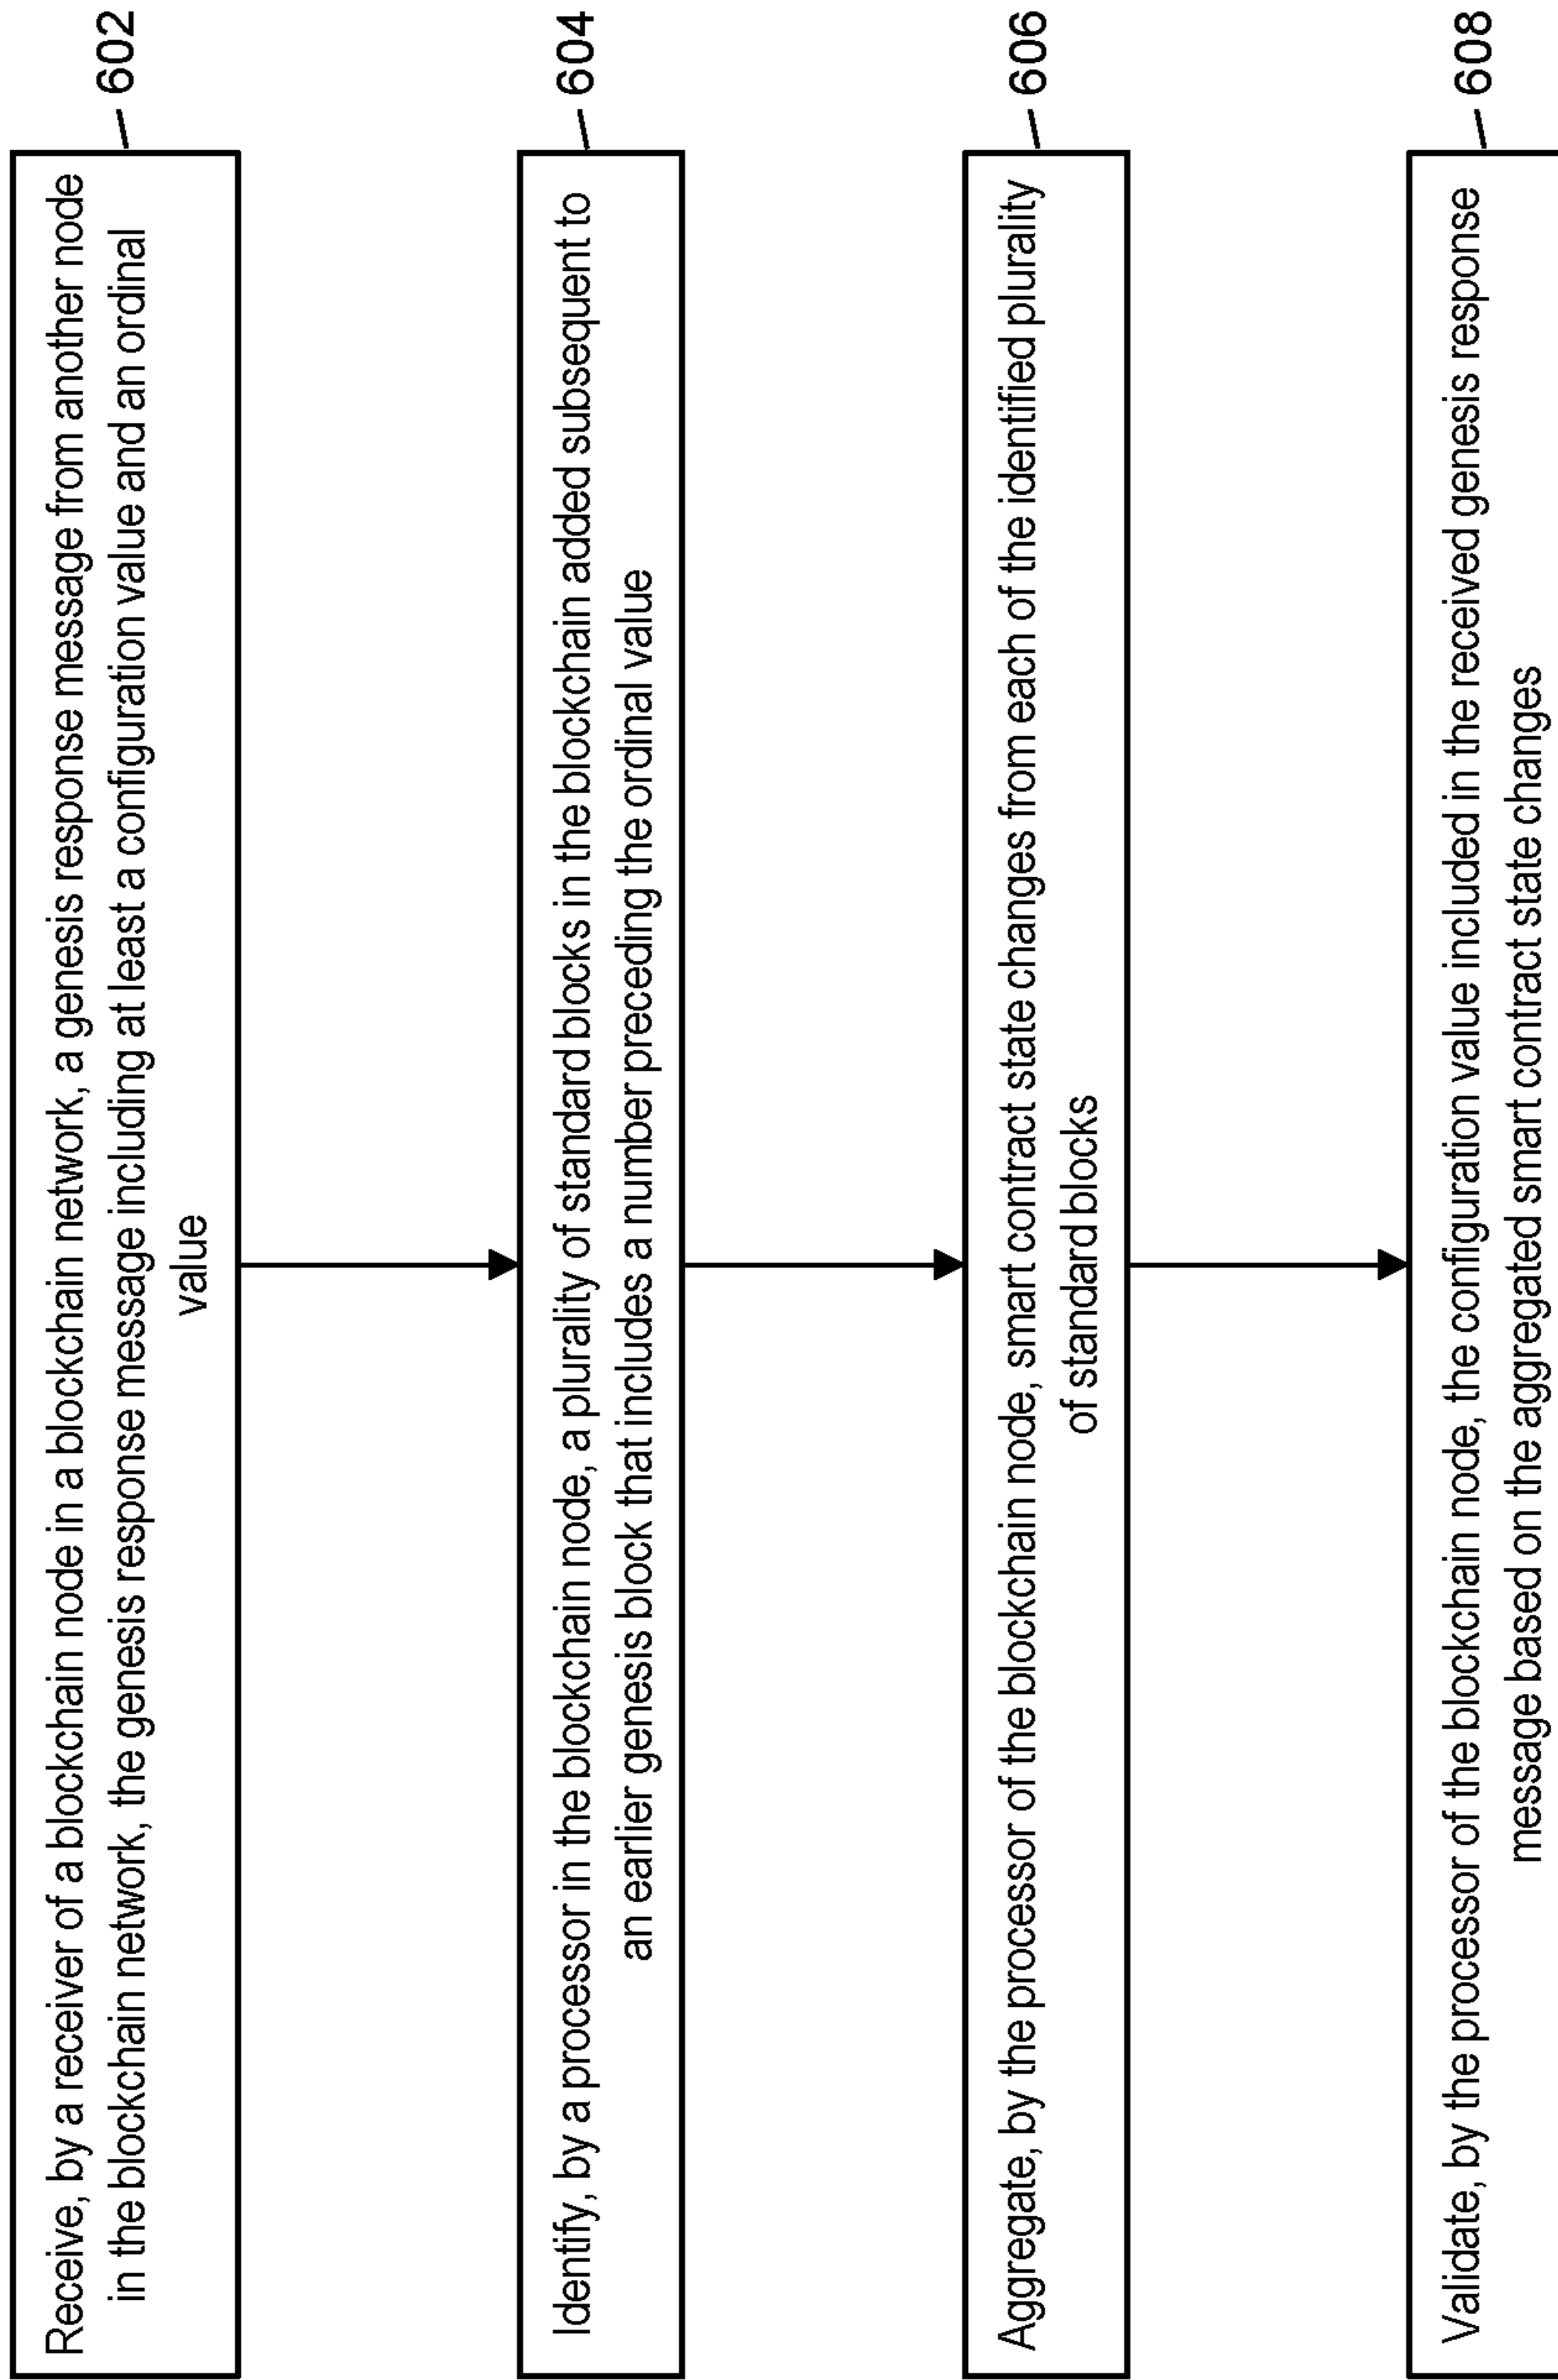 Receive, by a receiver of a blockchain node in a blockchain network, a genesis response message from another node
in the blockchain network, the genesis response message including at least a configuration value and an ordinal
value
602
Identify, by a processor in the blockchain node, a plurality of standard blocks in the blockchain added subsequent to
an earlier genesis block that includes a number preceding the ordinal value
604
Aggregate, by the processor of the blockchain node, smart contract state changes from each of the identified plurality
of standard blocks
606
Validate, by the processor of the blockchain node, the configuration value included in the received genesis response
message based on the aggregated smart contract state changes
608